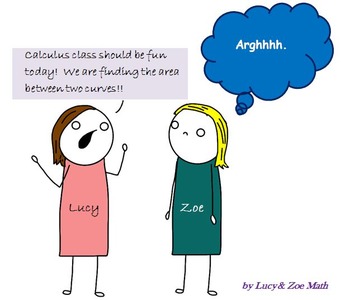 Calculus class should be fun
today! We are finding the area
between two curves!!
Arghhhh.
Lucy
Zoe
by Lucy & Zoe Math